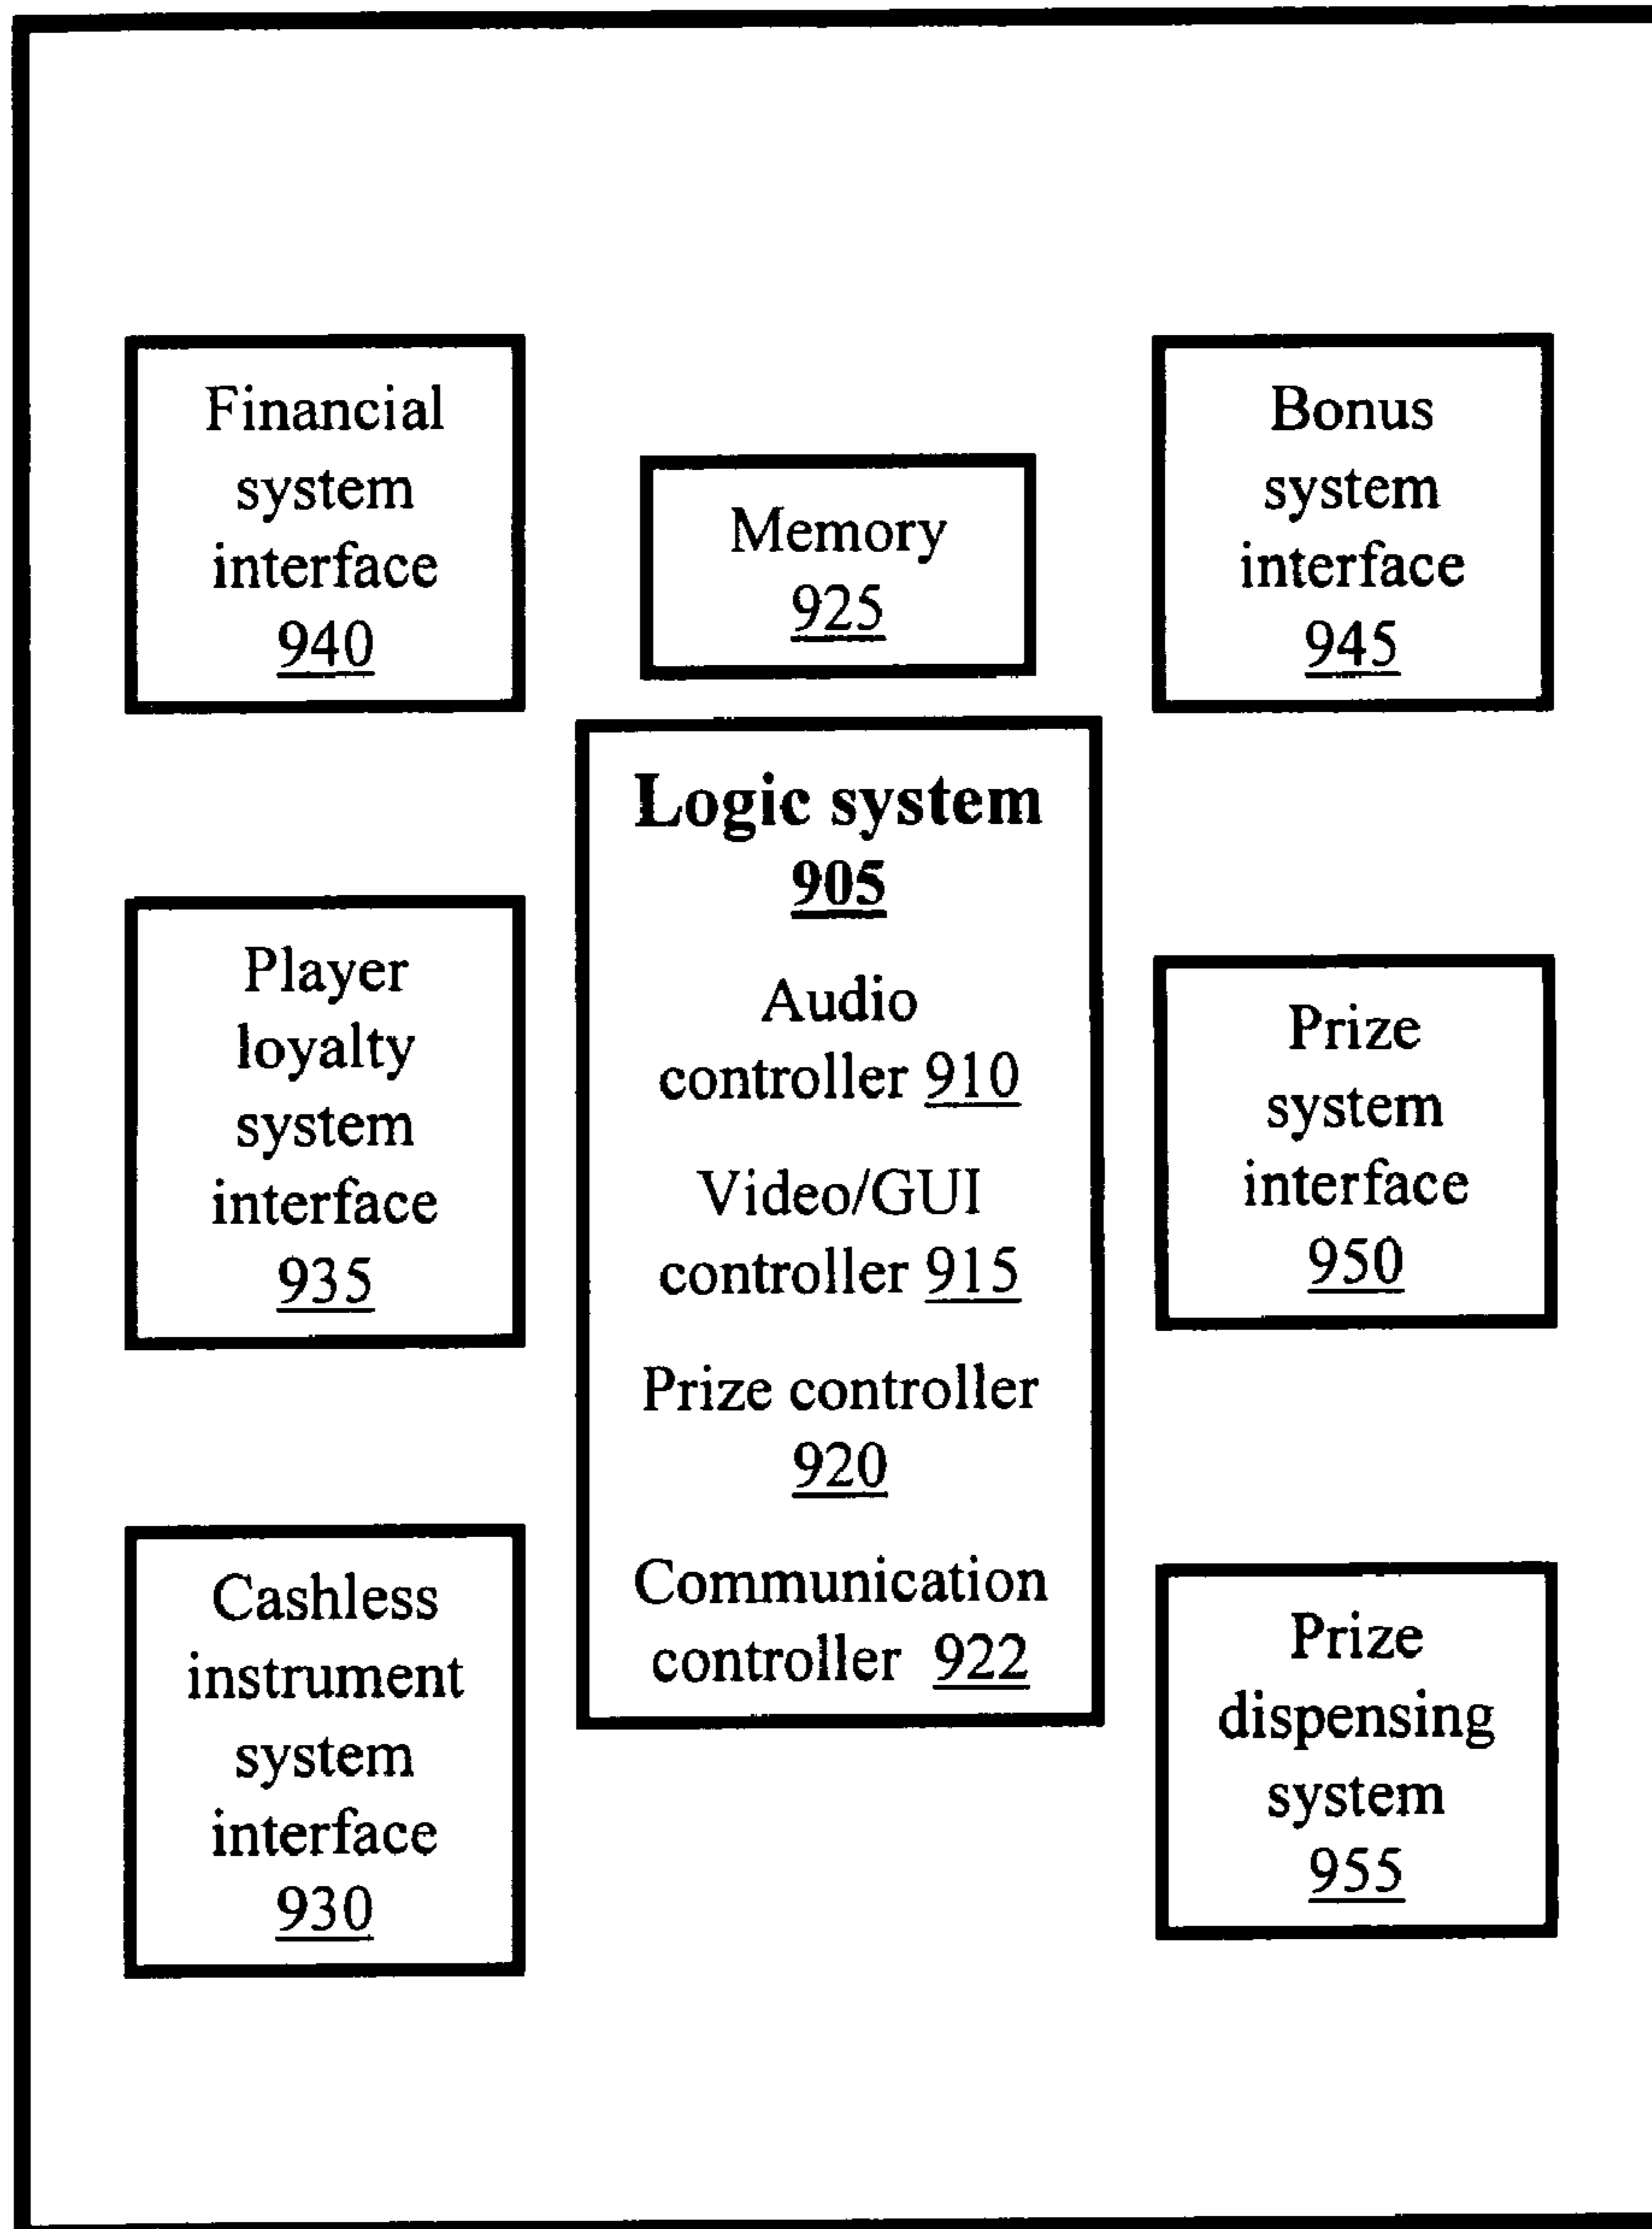 Financial
system
interface
940
Memory
925
Bonus
system
interface
945
Logic system
905
Audio
controller 910
Video/GUI
controller 915
Prize controller
920
Communication
controller 922
Player
loyalty
system
interface
935
Prize
system
interface
950
Cashless
instrument
system
interface
930
Prize
dispensing
system
955